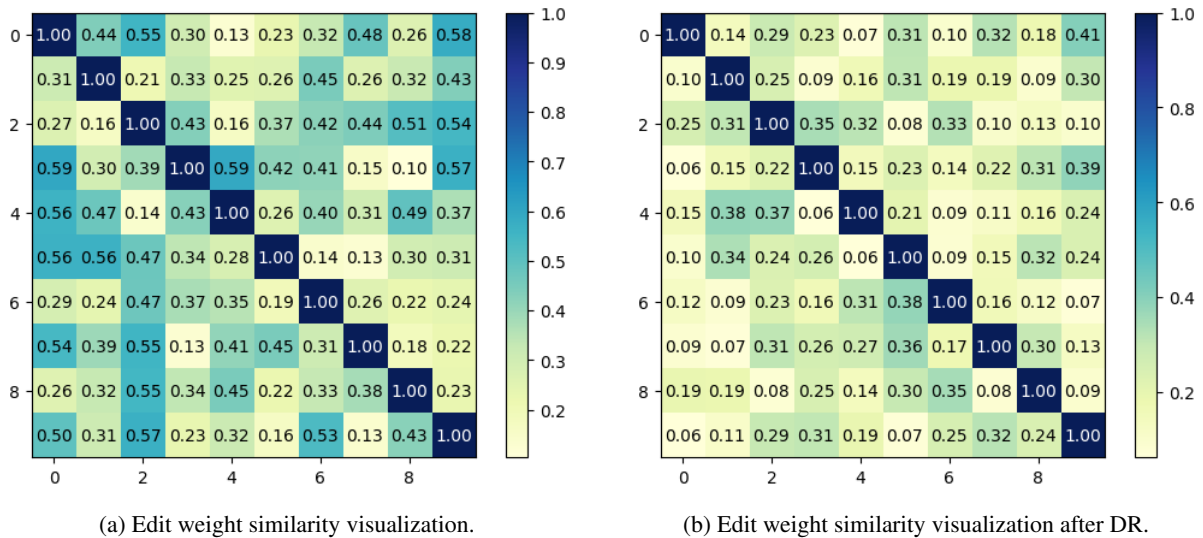 0 1.00 0.44 0.55 0.30 0.13 0.23 0.32 0.48 0.26 0.58
0.31 1.00 0.21 0.33 0.25 0.26 0.45 0.26 0.32 0.43
2 0.27 0.16 1.00 0.43 0.16 0.37 0.42 0.44 0.51 0.54
0.59 0.30 0.39 1.00 0.59 0.42 0.41 0.15 0.10 0.57
4 0.56 0.47 0.14 0.43 1.00 0.26 0.40 0.31 0.49 0.37
0.56 0.56 0.47 0.34 0.28 1.00 0.14 0.13 0.30 0.31
6 0.29 0.24 0.47 0.37 0.35 0.19 1.00 0.26 0.22 0.24
0.54 0.39 0.55 0.13 0.41 0.45 0.31 1.00 0.18 0.22
8 0.26 0.32 0.55 0.34 0.45 0.22 0.33 0.38 1.00 0.23
0.50 0.31 0.57 0.23 0.32 0.16 0.53 0.13 0.43 1.00
0 2 4 6 8
1.0
0.9
0.8
0.7
0.6
0.5
0.4
0.3
0.2
(a) Edit weight similarity visualization.
0 1.00 0.14 0.29 0.23 0.07 0.31 0.10 0.32 0.18 0.41
0.10 1.00 0.25 0.09 0.16 0.31 0.19 0.19 0.09 0.30
2 0.25 0.31 1.00 0.35 0.32 0.08 0.33 0.10 0.13 0.10
0.06 0.15 0.22 1.00 0.15 0.23 0.14 0.22 0.31 0.39
4 0.15 0.38 0.37 0.06 1.00 0.21 0.09 0.11 0.16 0.24
0.10 0.34 0.24 0.26 0.06 1.00 0.09 0.15 0.32 0.24
6 0.12 0.09 0.23 0.16 0.31 0.38 1.00 0.16 0.12 0.07
0.09 0.07 0.31 0.26 0.27 0.36 0.17 1.00 0.30 0.13
8 0.19 0.19 0.08 0.25 0.14 0.30 0.35 0.08 1.00 0.09
0.06 0.11 0.29 0.31 0.19 0.07 0.25 0.32 0.24 1.00
0 2 4 6 8
1.0
0.8
0.6
0.4
0.2
(b) Edit weight similarity visualization after DR.